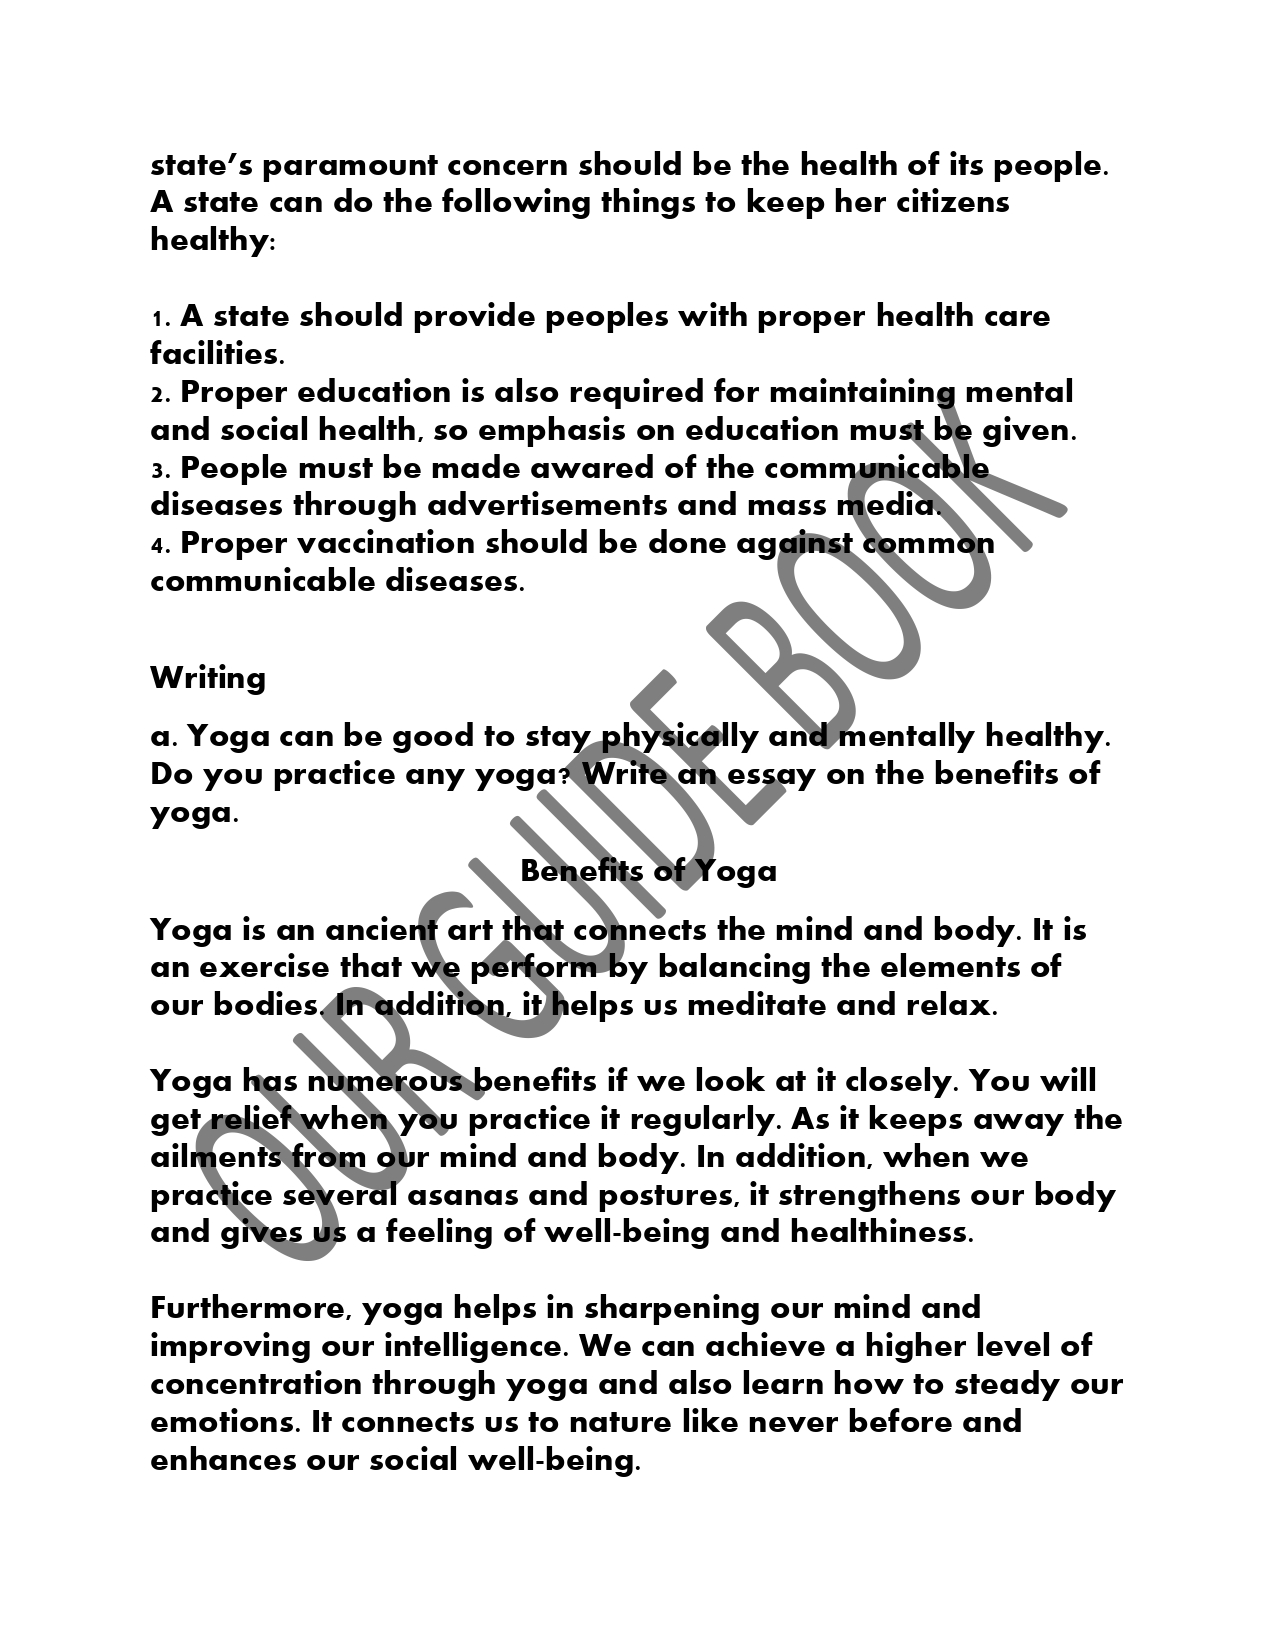 state's paramount concern should be the health of its people.
A state can do the following things to keep her citizens
healthy:
1. A state should provide peoples with proper health care
facilities.
2. Proper education is also required for maintaining mental
and social health, so emphasis on education must be given.
3. People must be made awared of the communicable
diseases through advertisements and mass media.
4. Proper vaccination should be done against common
communicable diseases.
Writing
a. Yoga can be good to stay physically and mentally healthy.
Do you practice any yoga? Write an essay on the benefits of
yoga.
Benefits of Yoga
Yoga is an ancient art that connects the mind and body. It is
an exercise that we perform by balancing the elements of
our bodies. In addition, it helps us meditate and relax.
Yoga has numerous benefits if we look at it closely. You will
get relief when you practice it regularly. As it keeps away the
ailments from our mind and body. In addition, when we
practice several asanas and postures, it strengthens our body
and gives us a feeling of well-being and healthiness.
Furthermore, yoga helps in sharpening our mind and
improving our intelligence. We can achieve a higher level of
concentration through yoga and also learn how to steady our
emotions. It connects us to nature like never before and
enhances our social well-being.
OUR GUIDE BOOK